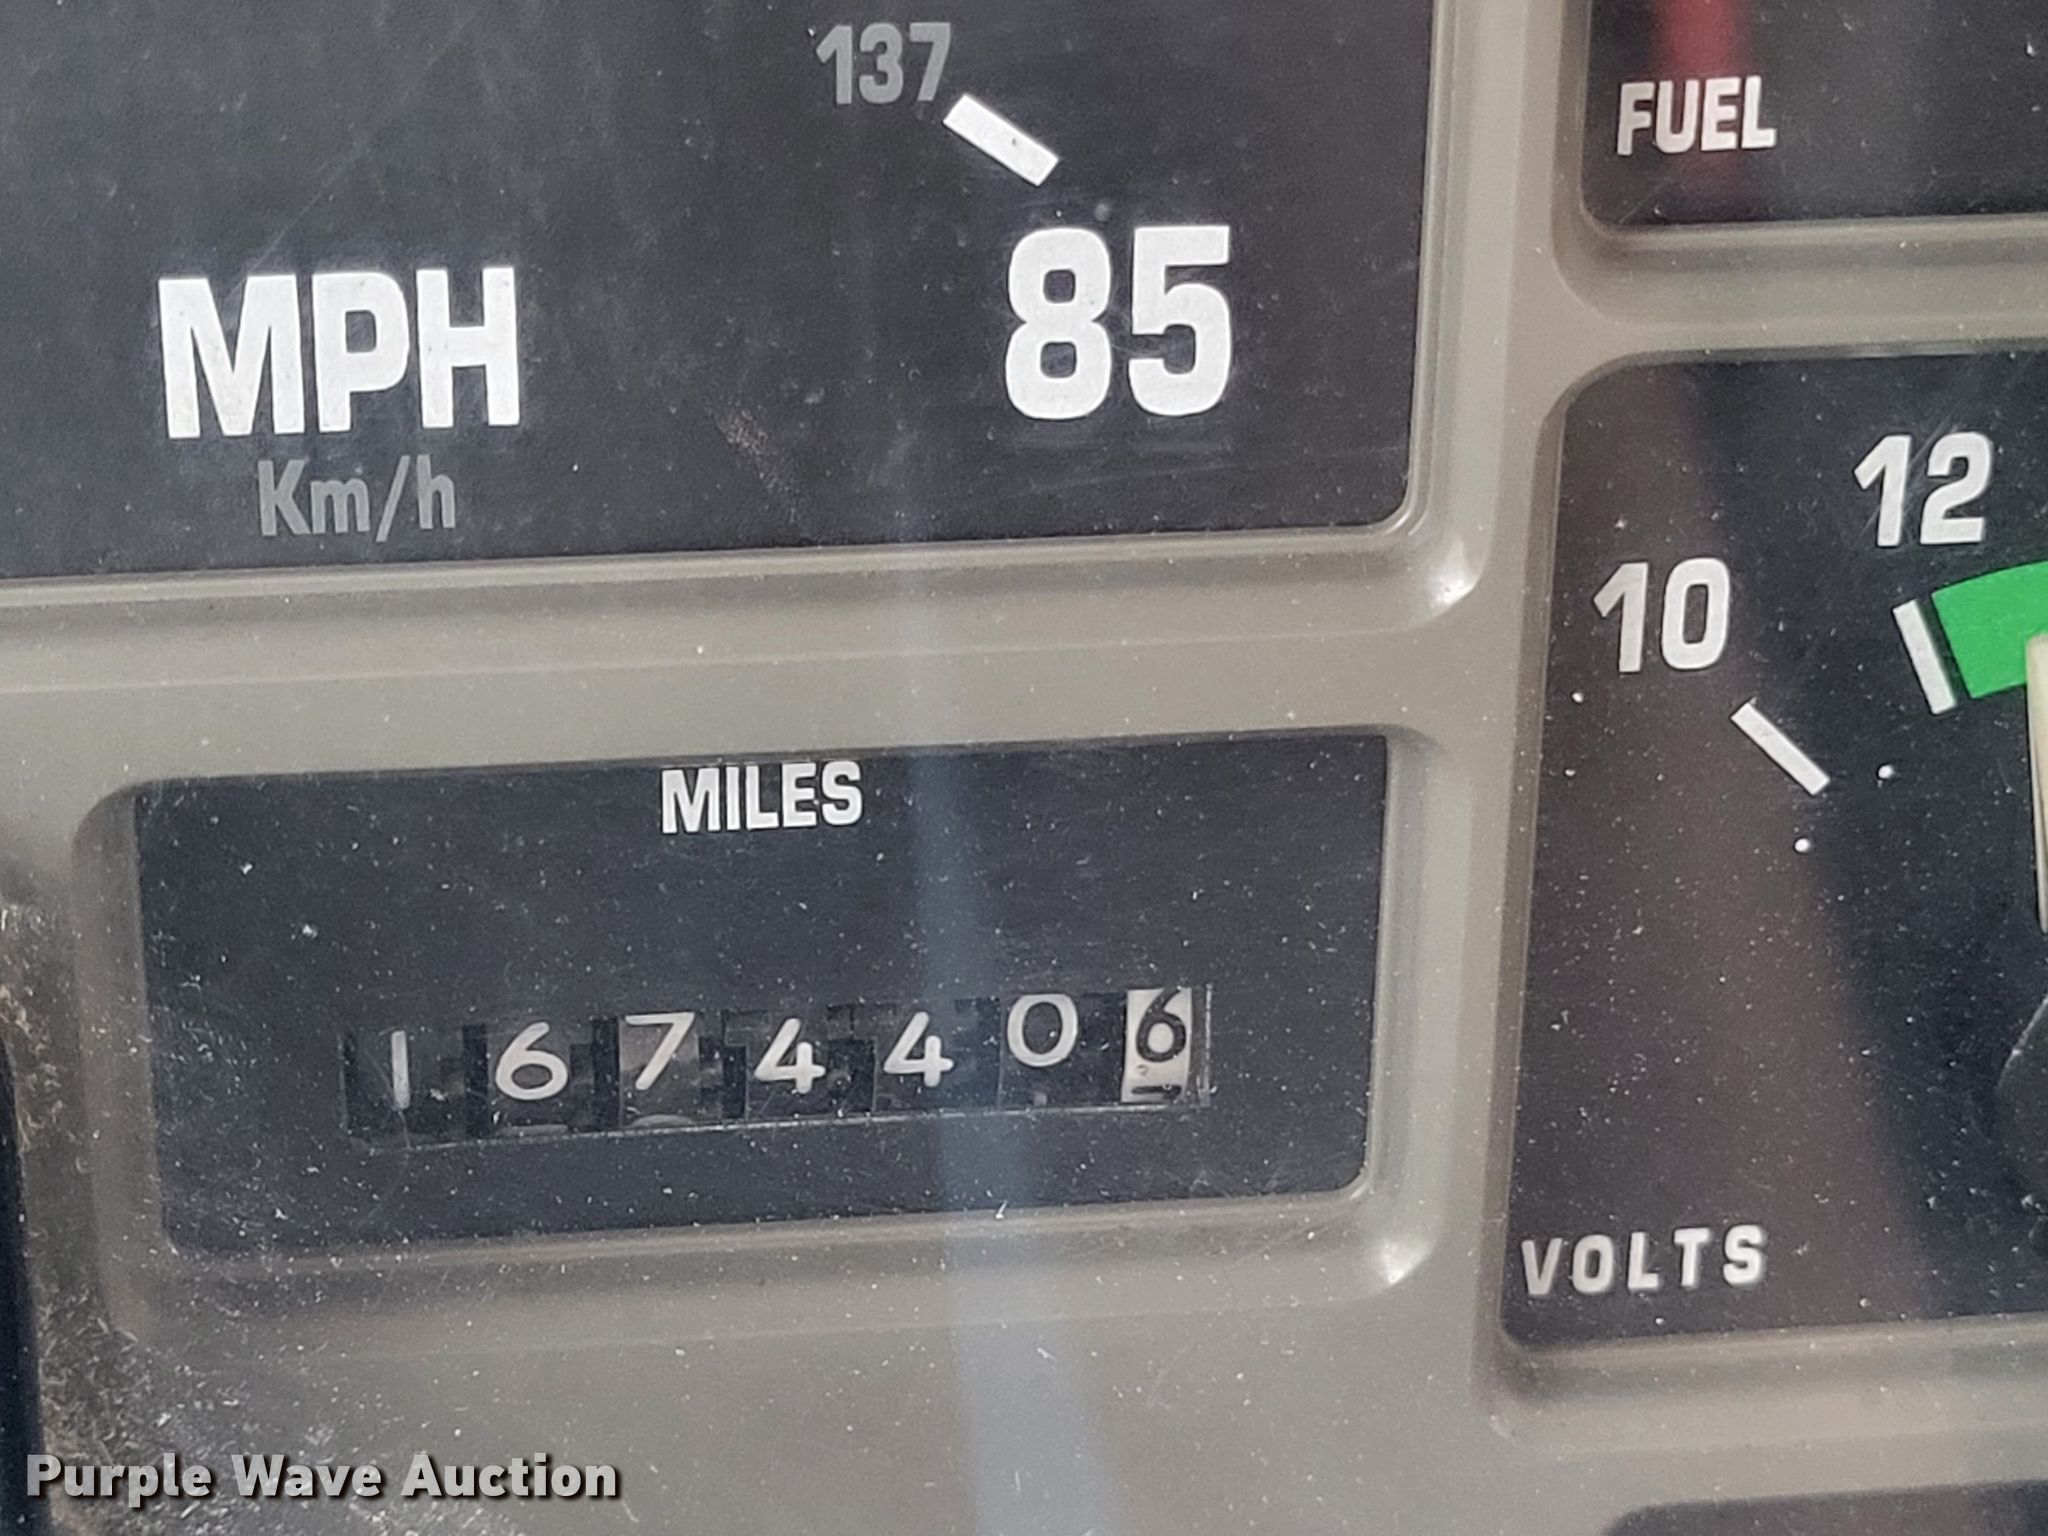 137
85
MPH
Km/h
FUEL
12
10
VOLTS
MILES
1674406
Purple Wave Auction